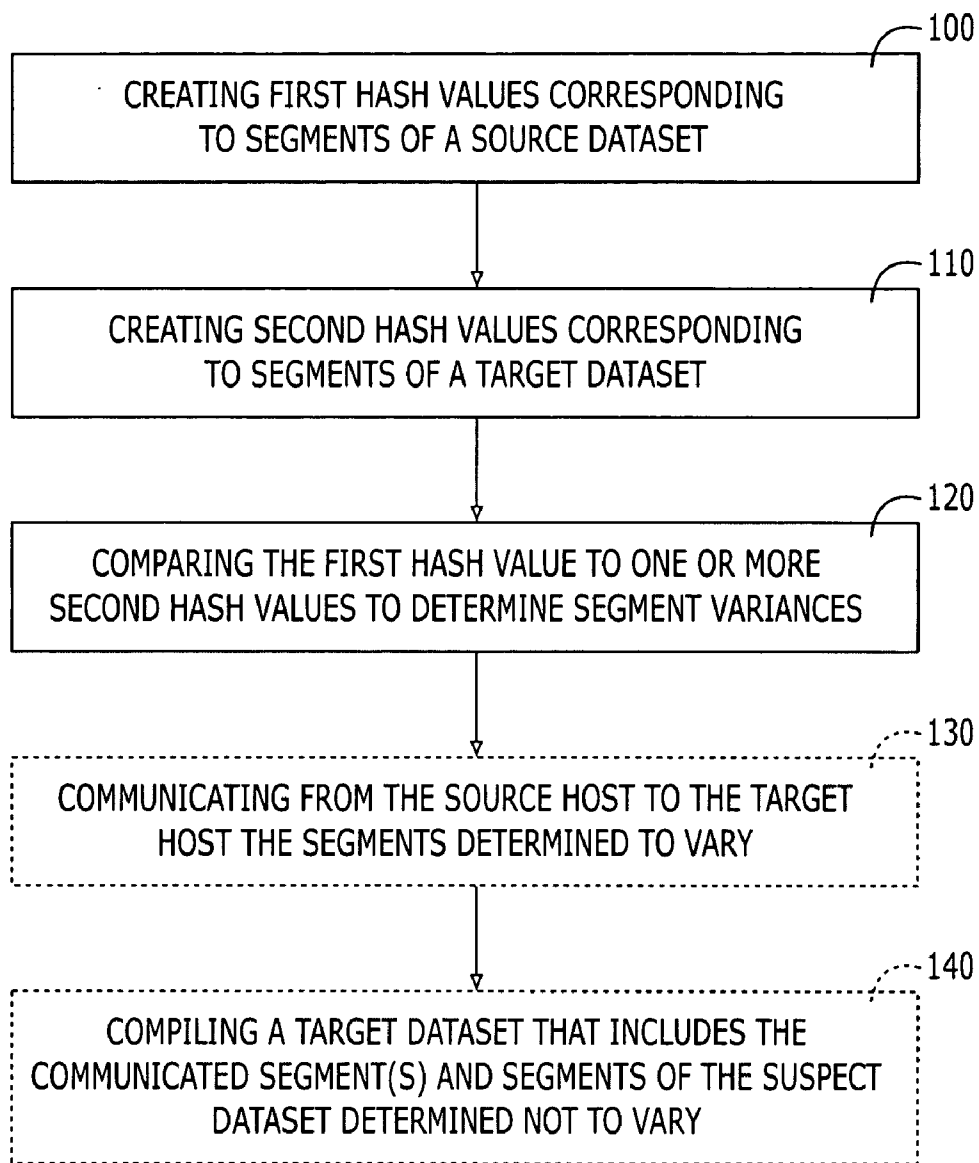 100
CREATING FIRST HASH VALUES CORRESPONDING
TO SEGMENTS OF A SOURCE DATASET
110
CREATING SECOND HASH VALUES CORRESPONDING
TO SEGMENTS OF A TARGET DATASET
120
COMPARING THE FIRST HASH VALUE TO ONE OR MORE
SECOND HASH VALUES TO DETERMINE SEGMENT VARIANCES
130
COMMUNICATING FROM THE SOURCE HOST TO THE TARGET
HOST THE SEGMENTS DETERMINED TO VARY
140
COMPILING A TARGET DATASET THAT INCLUDES THE
COMMUNICATED SEGMENT(S) AND SEGMENTS OF THE SUSPECT
DATASET DETERMINED NOT TO VARY